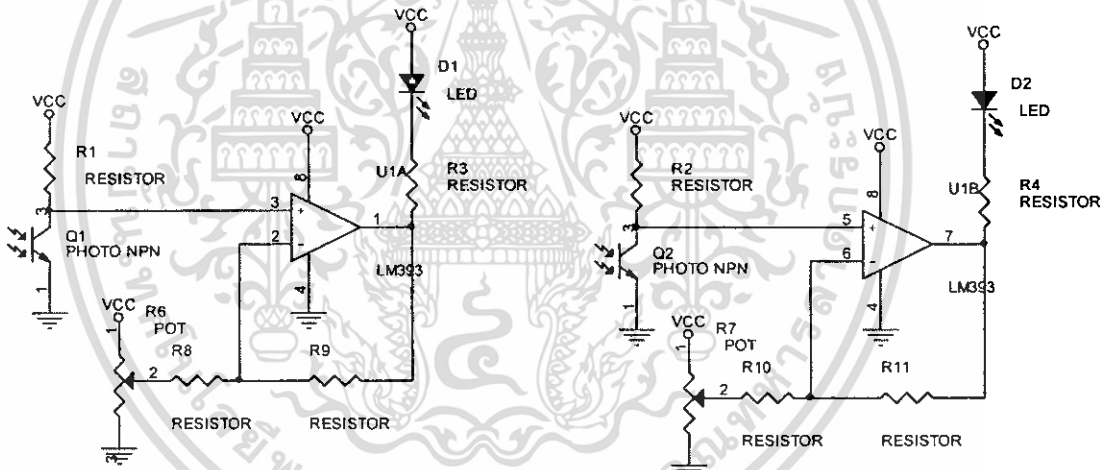 VCC
D1
LED
VCC
R1
RESISTOR
VCC
8
U1A
R3
RESISTOR
3
3
+
2
-
1
Q1
PHOTO NPN
LM393
1
4
VCC
1
R6
POT
2
R8
R9
RESISTOR
RESISTOR
3
VCC
D2
LED
VCC
R2
RESISTOR
VCC
8
U1B
R4
RESISTOR
3
5
+
6
-
7
Q2
PHOTO NPN
LM393
1
4
VCC
1
R7
POT
2
R10
R11
RESISTOR
RESISTOR